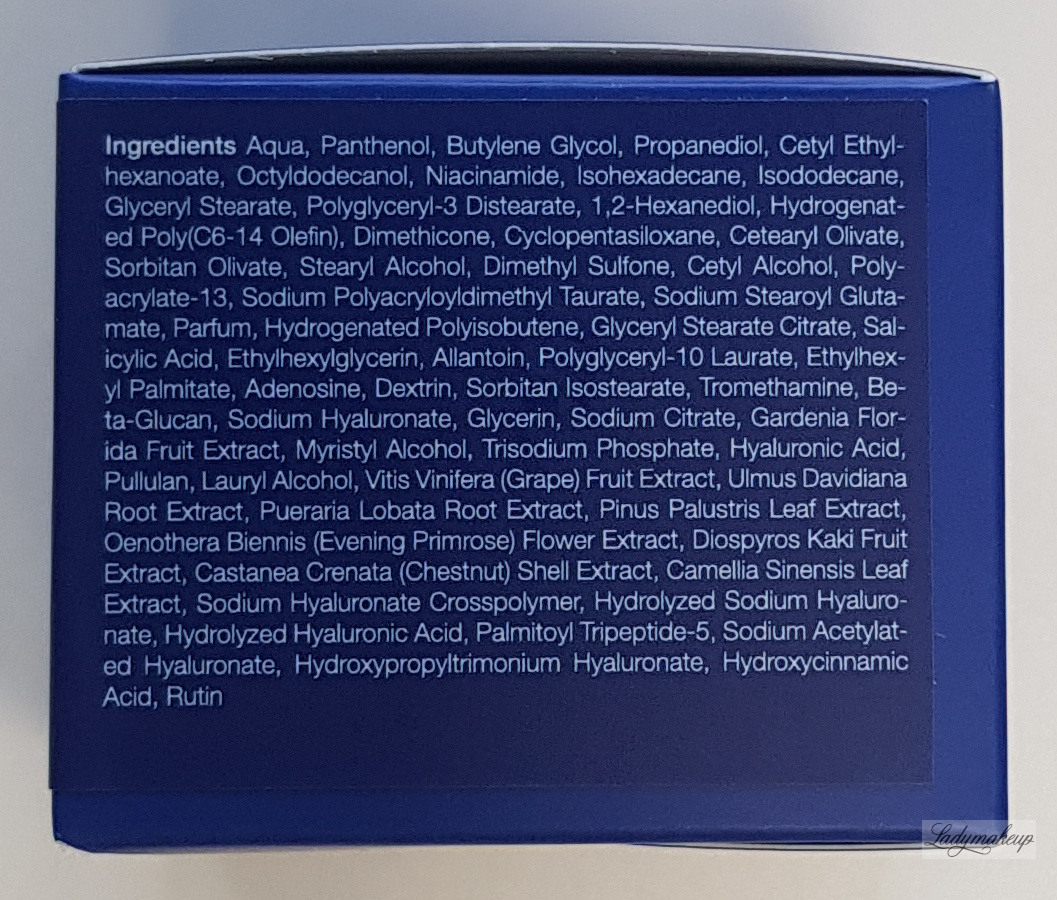 Ingredients Aqua, Panthenol, Butylene Glycol, Propanediol, Cetyl Ethyl-
hexanoate, Octyldodecanol, Niacinamide, Isohexadecane, Isododecane,
Glyceryl Stearate, Polyglyceryl-3 Distearate, 1,2-Hexanediol, Hydrogenat-
ed Poly(C6-14 Olefin), Dimethicone, Cyclopentasiloxane, Cetearyl Olivate,
Sorbitan Olivate, Stearyl Alcohol, Dimethyl Sulfone, Cetyl Alcohol, Poly-
acrylate-13, Sodium Polyacryloyldimethyl Taurate, Sodium Stearoyl Gluta-
mate, Parfum, Hydrogenated Polyisobutene, Glyceryl Stearate Citrate, Sal-
icylic Acid, Ethylhexylglycerin, Allantoin, Polyglyceryl-10 Laurate, Ethylhex-
yl Palmitate, Adenosine, Dextrin, Sorbitan Isostearate, Tromethamine, Be-
ta-Glucan, Sodium Hyaluronate, Glycerin, Sodium Citrate, Gardenia Flor-
ida Fruit Extract, Myristyl Alcohol, Trisodium Phosphate, Hyaluronic Acid,
Pullulan, Lauryl Alcohol, Vitis Vinifera (Grape) Fruit Extract, Ulmus Davidiana
Root Extract, Pueraria Lobata Root Extract, Pinus Palustris Leaf Extract,
Oenothera Biennis (Evening Primrose) Flower Extract, Diospyros Kaki Fruit
Extract, Castanea Crenata (Chestnut) Shell Extract, Camellia Sinensis Leaf
Extract, Sodium Hyaluronate Crosspolymer, Hydrolyzed Sodium Hyaluro-
nate, Hydrolyzed Hyaluronic Acid, Palmitoyl Tripeptide-5, Sodium Acetylat-
ed Hyaluronate, Hydroxypropyltrimonium Hyaluronate, Hydroxycinnamic
Acid, Rutin
Ladymakeup